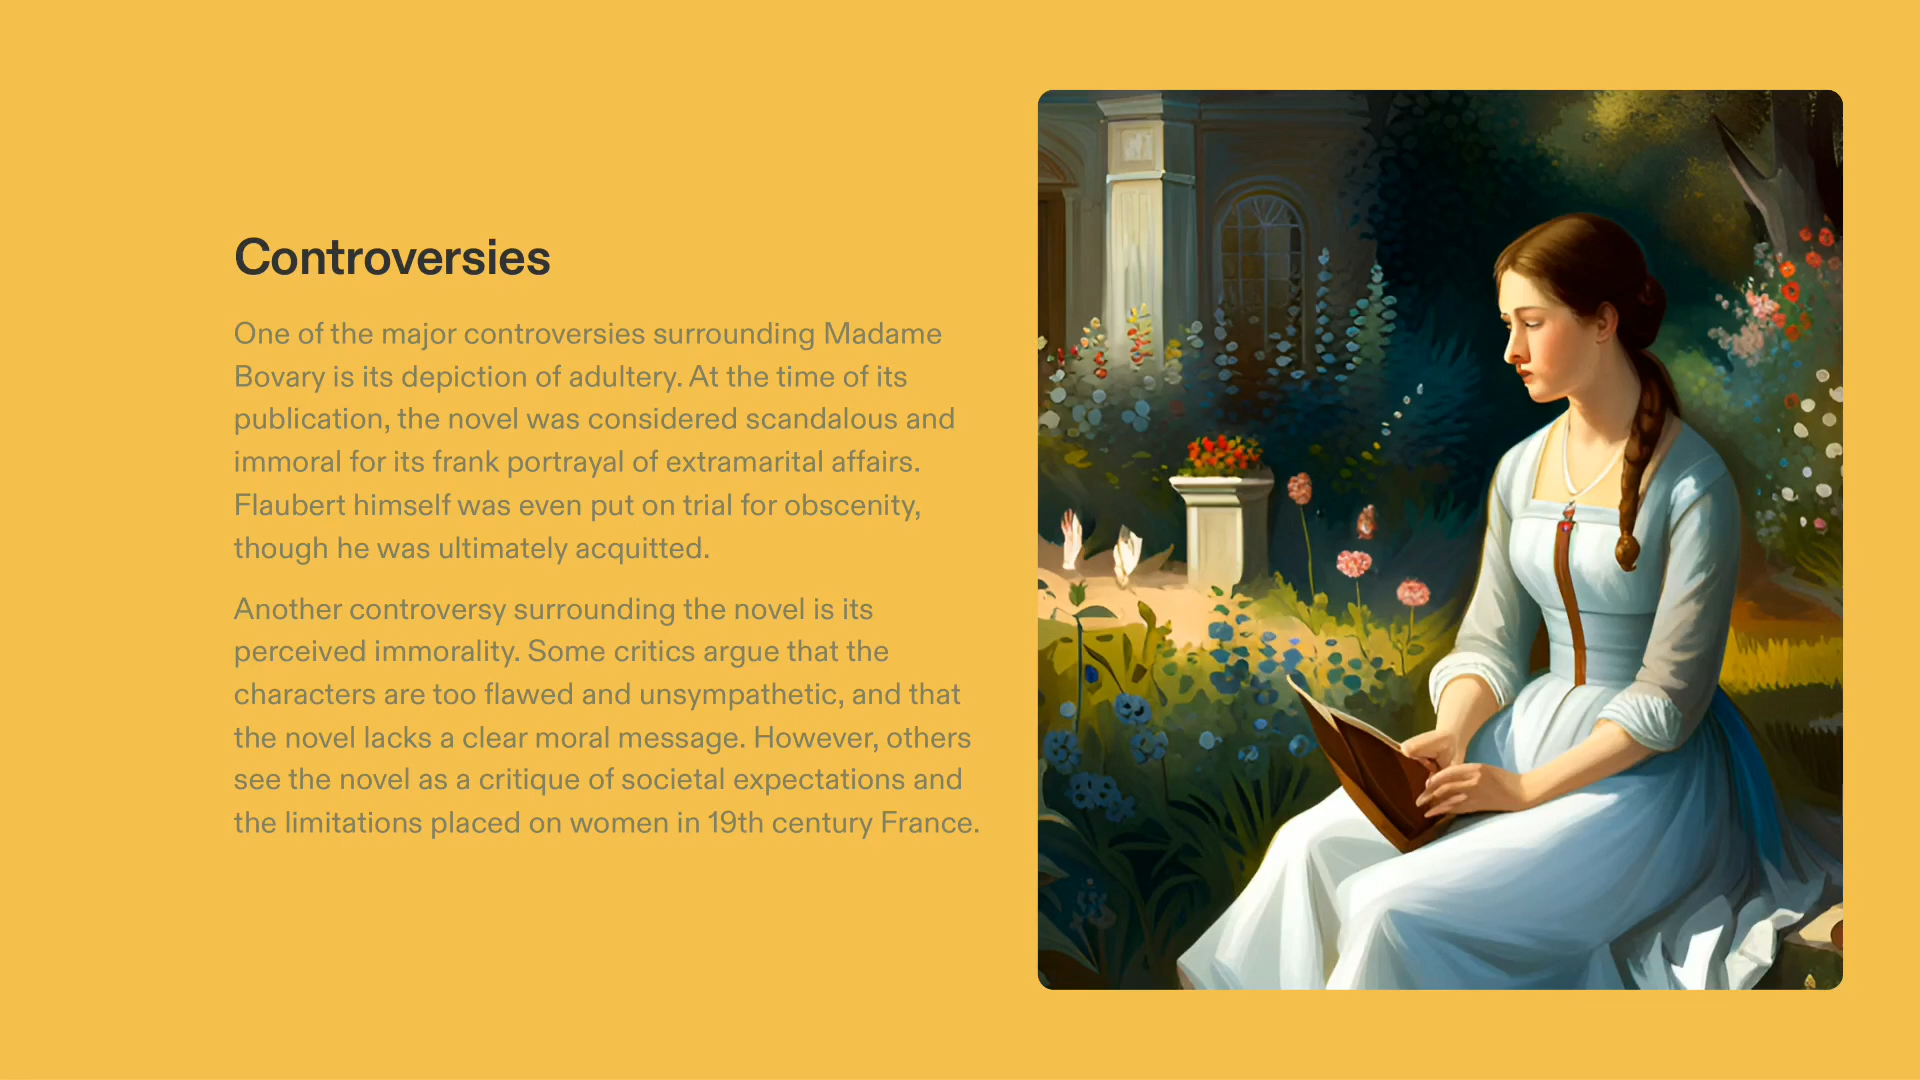 Controversies
One of the major controversies surrounding Madame
Bovary is its depiction of adultery. At the time of its
publication, the novel was considered scandalous and
immoral for its frank portrayal of extramarital affairs.
Flaubert himself was even put on trial for obscenity,
though he was ultimately acquitted.
Another controversy surrounding the novel is its
perceived immorality. Some critics argue that the
characters are too flawed and unsympathetic, and that
the novel lacks a clear moral message. However, others
see the novel as a critique of societal expectations and
the limitations placed on women in 19th century France.